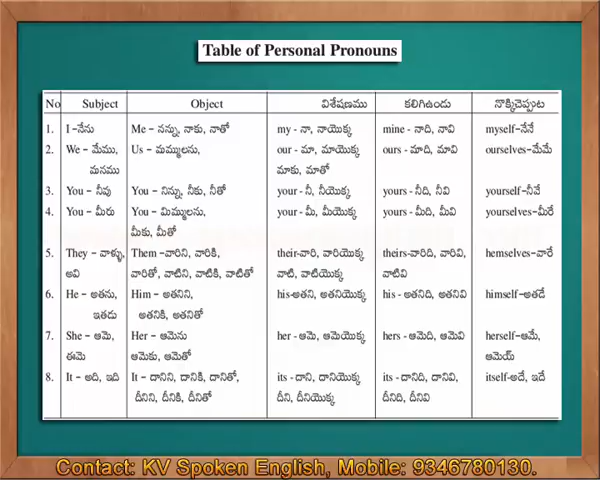 Table of Personal Pronouns
No Subject Object విశేషణము కలిగిఉండు నొక్కిచెప్పుట
1. I -నేను Me – నన్ను, నాకు, నాతో my - నా, నాయొక్క mine - నాది, నావి myself-నేనే
2. We – మేము, Us – మమ్ములను, our - మా, మాయొక్క ours - మాది, మావి ourselves-మేమే
మనము మాకు, మాతో
3. You – నీవు You – నిన్ను, నీకు, నీతో your - నీ, నీయొక్క yours - నీది, నీవి yourself-నీవే
4. You – మీరు You – మిమ్ములను, your - మీ, మీయొక్క yours - మీది, మీవి yourselves-మీరే
మీకు, మీతో
5. They – వాళ్ళు, Them –వారిని, వారికి, their-వారి, వారియొక్క theirs-వారిది, వారివి, hemselves–వారే
అవి వారితో, వాటిని, వాటికి, వాటితో వాటి, వాటియొక్క వాటివి
6. He – అతను, Him – అతనిని, his-అతని, అతనియొక్క his - అతనిది, అతనివి himself–అతడే
ఇతడు అతనికి, అతనితో
7. She – ఆమె, Her – ఆమెను her - ఆమె, ఆమెయొక్క hers - ఆమెది, ఆమెవి herself-ఆమే,
ఈమె ఆమెకు, ఆమెతో ఆమెయే
8. It – అది, ఇది It – దానిని, దానికి, దానితో, its - దాని, దానియొక్క its - దానిది, దానివి, itself-అదే, ఇదే
దీనిని, దీనికి, దీనితో దీని, దీనియొక్క దీనిది, దీనివి
Contact: KV Spoken English, Mobile: 9346780130.